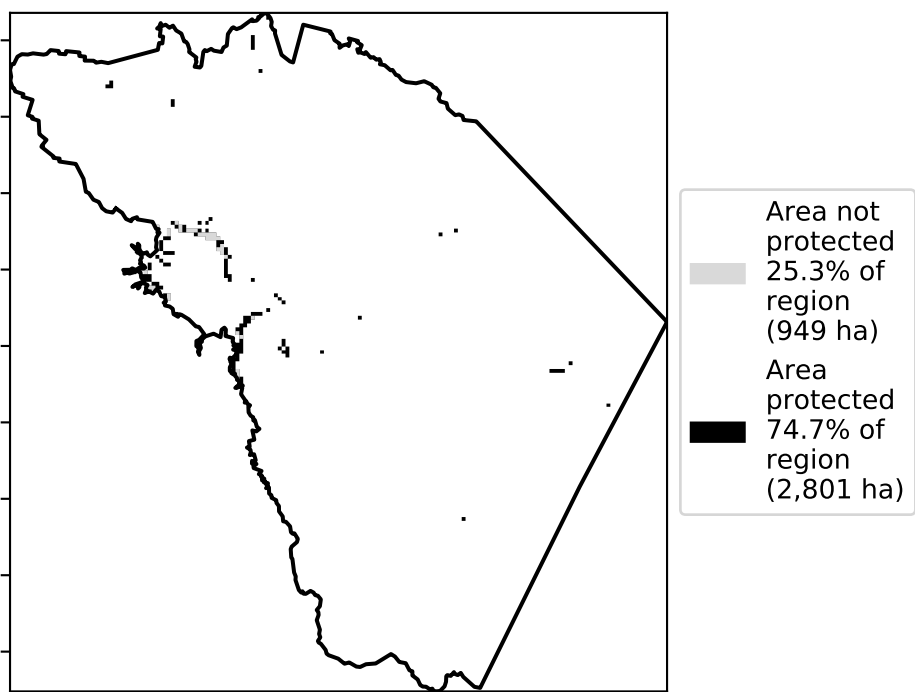 Area not
protected
25.3% of
region
(949 ha)
Area
protected
74.7% of
region
(2,801 ha)